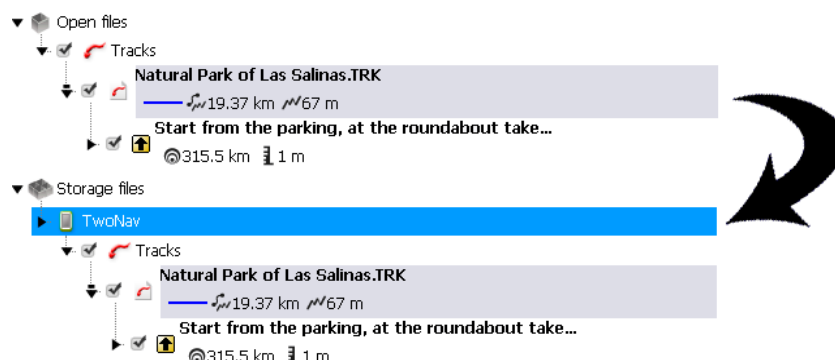 Open files
Tracks
Natural Park of Las Salinas.TRK
19.37 km 67 m
Start from the parking, at the roundabout take...
315.5 km 1 m
Storage files
TwoNav
Tracks
Natural Park of Las Salinas.TRK
19.37 km 67 m
Start from the parking, at the roundabout take...
315.5 km 1 m